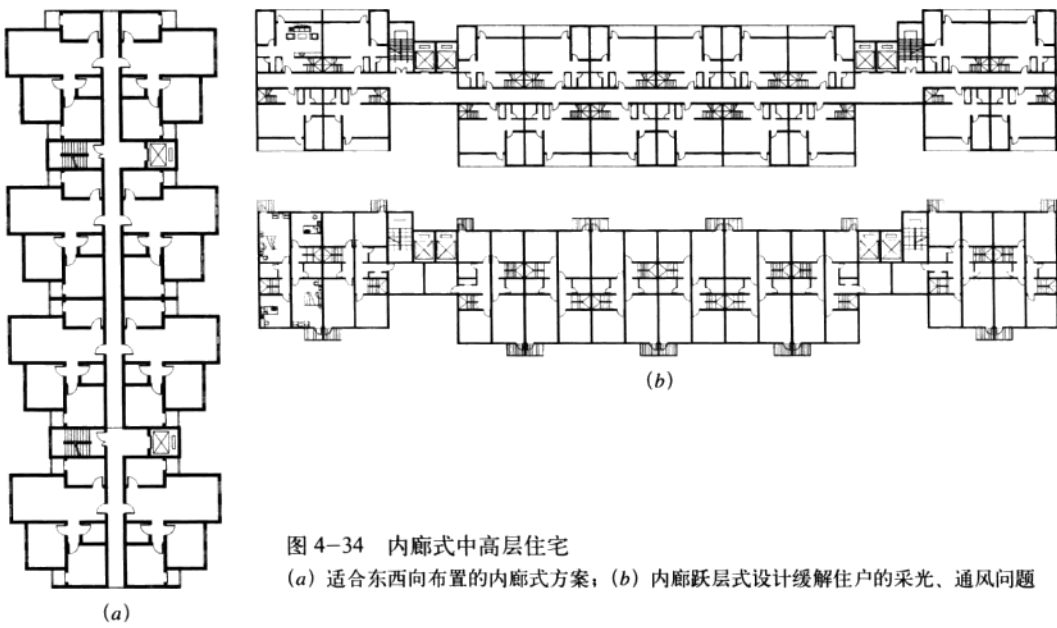 (b)
图 4-34 内廊式中高层住宅
(a) 适合东西向布置的内廊式方案；(b) 内廊跃层式设计缓解住户的采光、通风问题
(a)